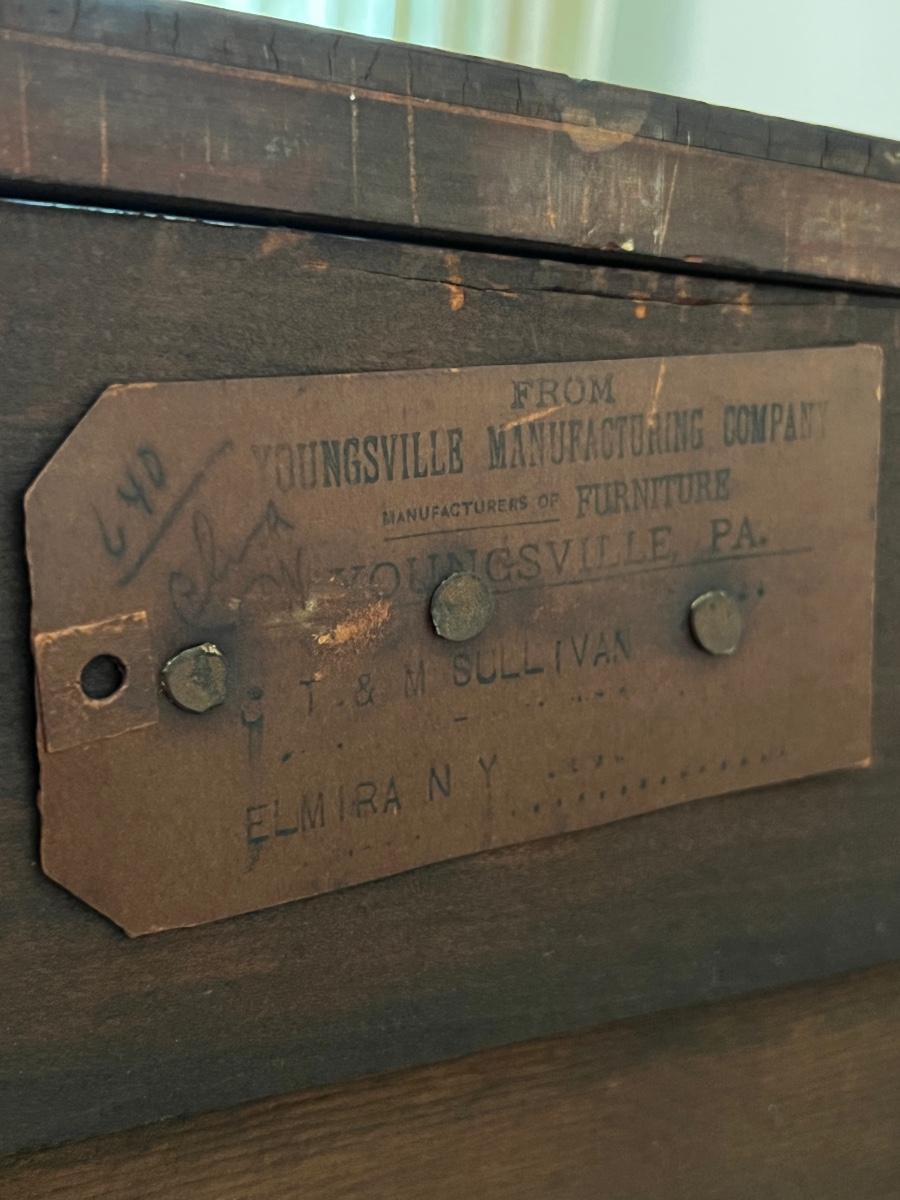 FROM
YOUNGSVILLE MANUFACTURING COMPANY
MANUFACTURERS OF FURNITURE
YOUNGSVILLE, PA.
T. & M SULLIVAN
ELMIRA N Y